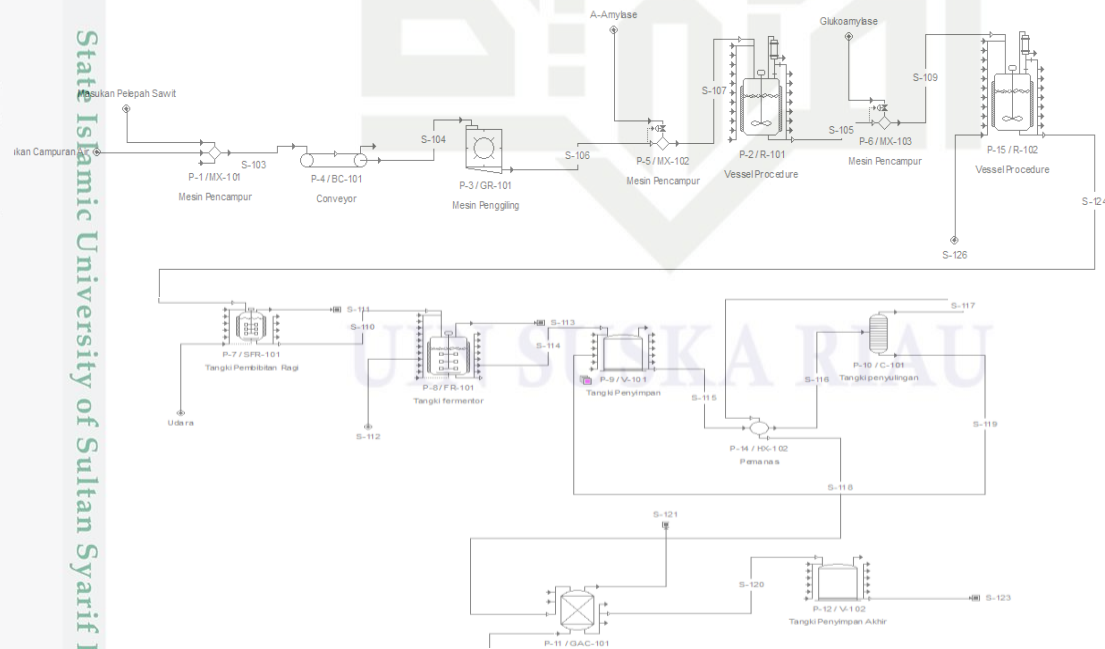 State Islamic University of Sultan Syarif
A-Amylase
Glukoamylase
Masukan Pelepah Sawit
ikan Campuran
S-103
P-1 / MX-101
Mesin Pencampur
P-4 / BC-101
Conveyor
S-104
P-3 / GR-101
Mesin Penggiling
S-106
P-5 / MX-102
Mesin Pencampur
S-107
P-2 / R-101
Vessel Procedure
S-105
P-6 / MX-103
Mesin Pencampur
S-109
P-15 / R-102
Vessel Procedure
S-124
S-126
UIN SUSKA RIAU
S-111
S-110
P-7 / SFR-101
Tangki Pembibitan Ragi
Udara
P-8 / FR-101
Tangki fermentor
S-112
S-113
S-114
P-9 / V-101
Tangki Penyimpan
S-115
P-14 / HX-102
Pemanas
S-116
S-117
P-10 / C-101
Tangki penyulingan
S-119
S-118
S-121
P-11 / GAC-101
S-120
P-12 / V-102
Tangki Penyimpan Akhir
S-123